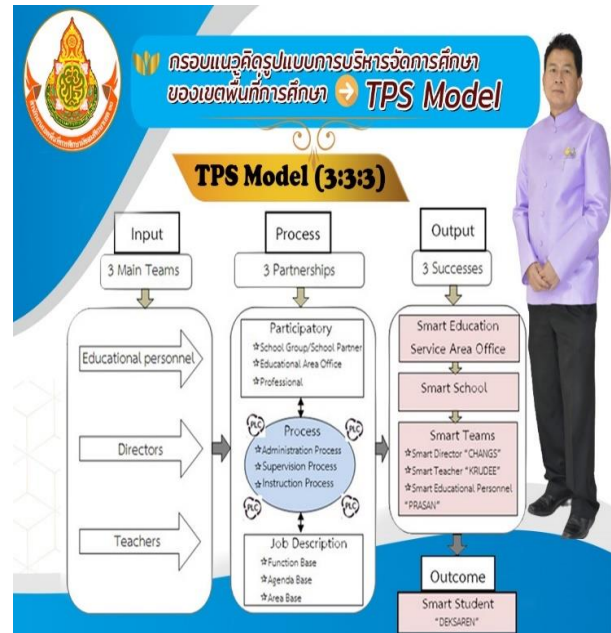 กรอบแนวคิดรูปแบบการบริหารจัดการศึกษา
ของเขตพื้นที่การศึกษา TPS Model
TPS Model (3:3:3)
Input
3 Main Teams
Educational personnel
Directors
Teachers
Process
3 Partnerships
Participatory
☆School Group/School Partner
☆Educational Area Office
☆Professional
PLC
PLC
Process
☆Administration Process
☆Supervision Process
☆Instruction Process
PLC
PLC
Job Description
☆Function Base
☆Agenda Base
☆Area Base
Output
3 Successes
Smart Education
Service Area Office
Smart School
Smart Teams
☆Smart Director "CHANGS"
☆Smart Teacher "KRUDEE"
☆Smart Educational Personnel
"PRASAN"
Outcome
Smart Student
"DEKSAREN"